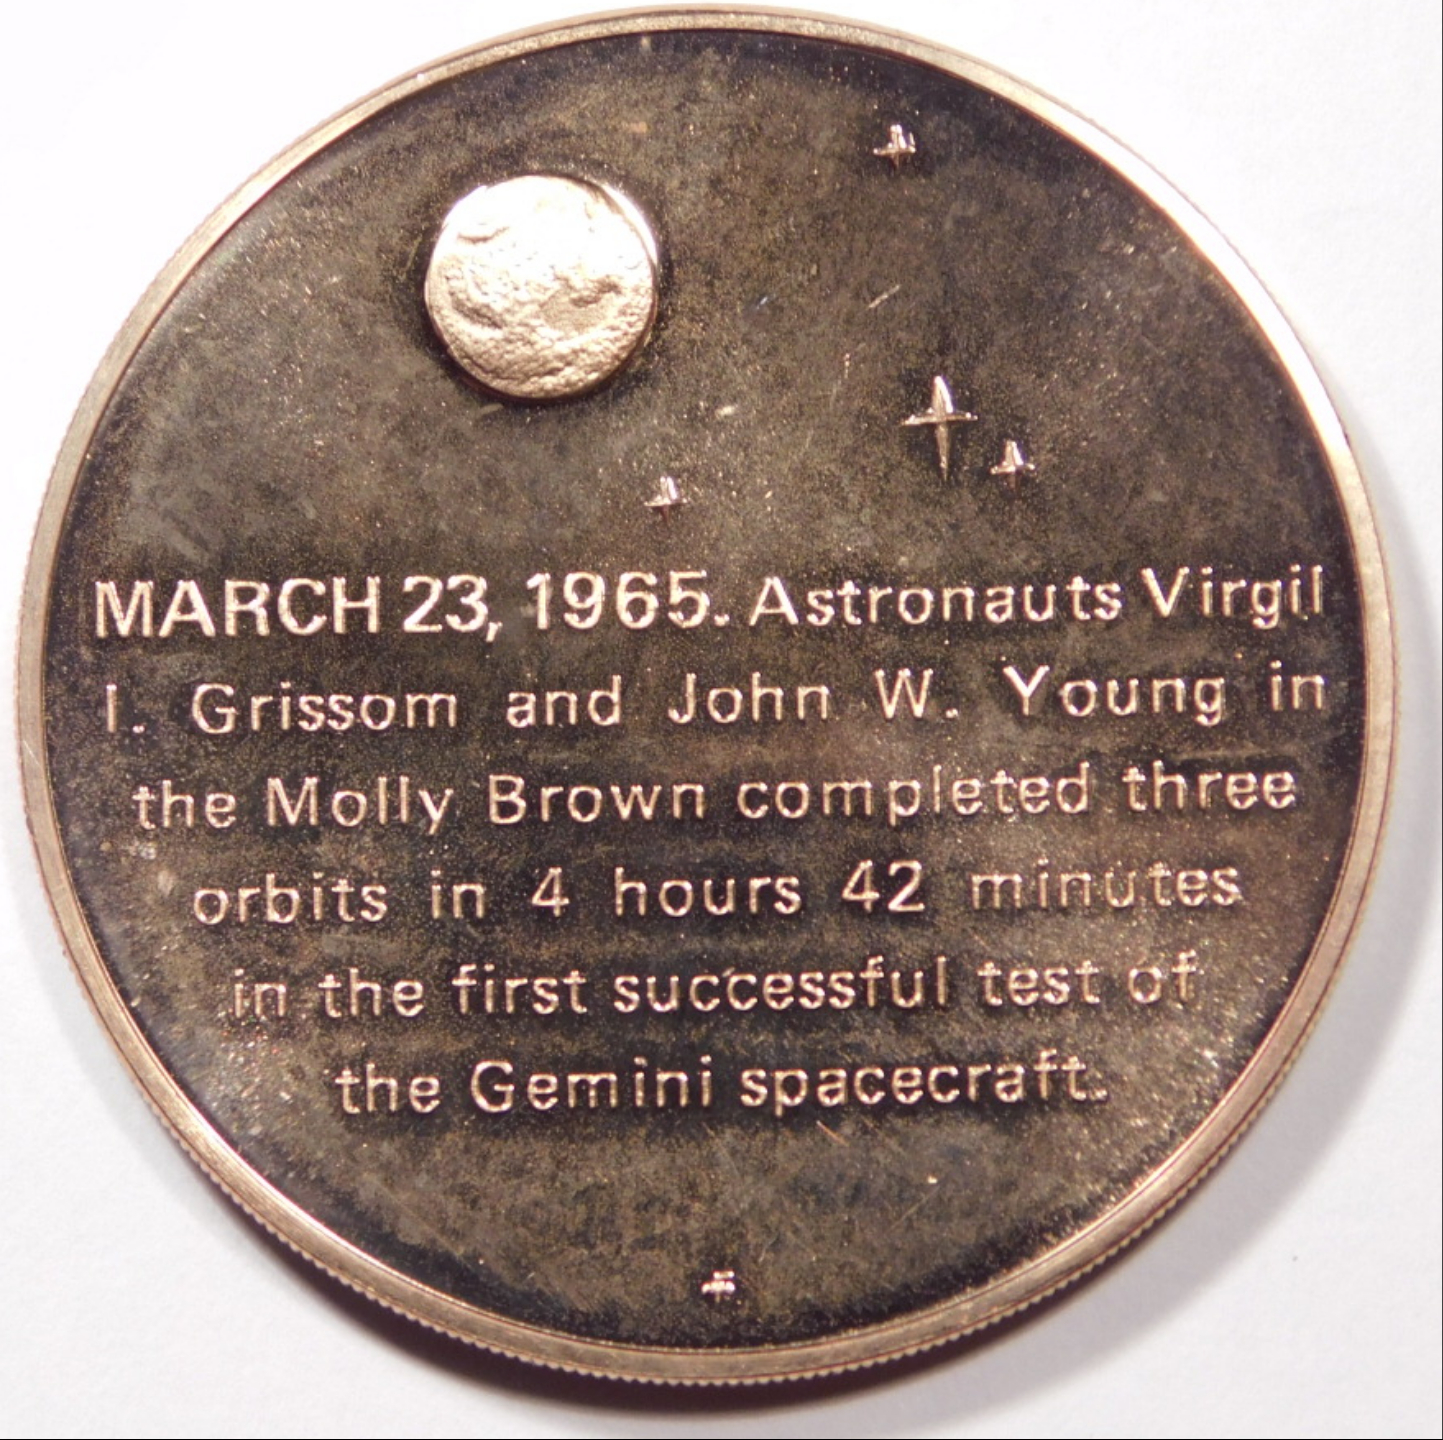 MARCH 23, 1965. Astronauts Virgil
I. Grissom and John W. Young in
the Molly Brown completed three
orbits in 4 hours 42 minutes
in the first successful test of
the Gemini spacecraft.